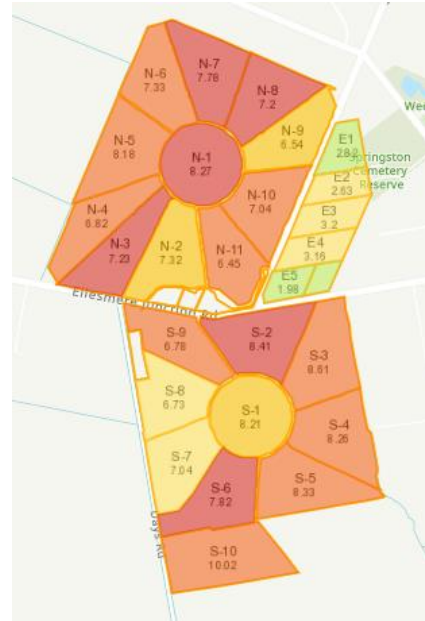 N-7
7.78
N-6
7.33
N-8
7.2
N-9
6.54
N-5
8.18
N-1
8.27
N-10
7.04
N-4
6.82
N-3
7.23
N-2
7.32
N-11
6.45
E1
Springston
Cemetery
Reserve
E2
2.63
E3
3.2
E4
3.16
E5
1.98
Ellesmere Junction Rd
S-9
6.78
S-2
8.41
S-3
8.61
S-8
6.73
S-1
8.21
S-4
8.26
S-7
7.04
S-5
8.33
S-6
7.82
Days Rd
S-10
10.02